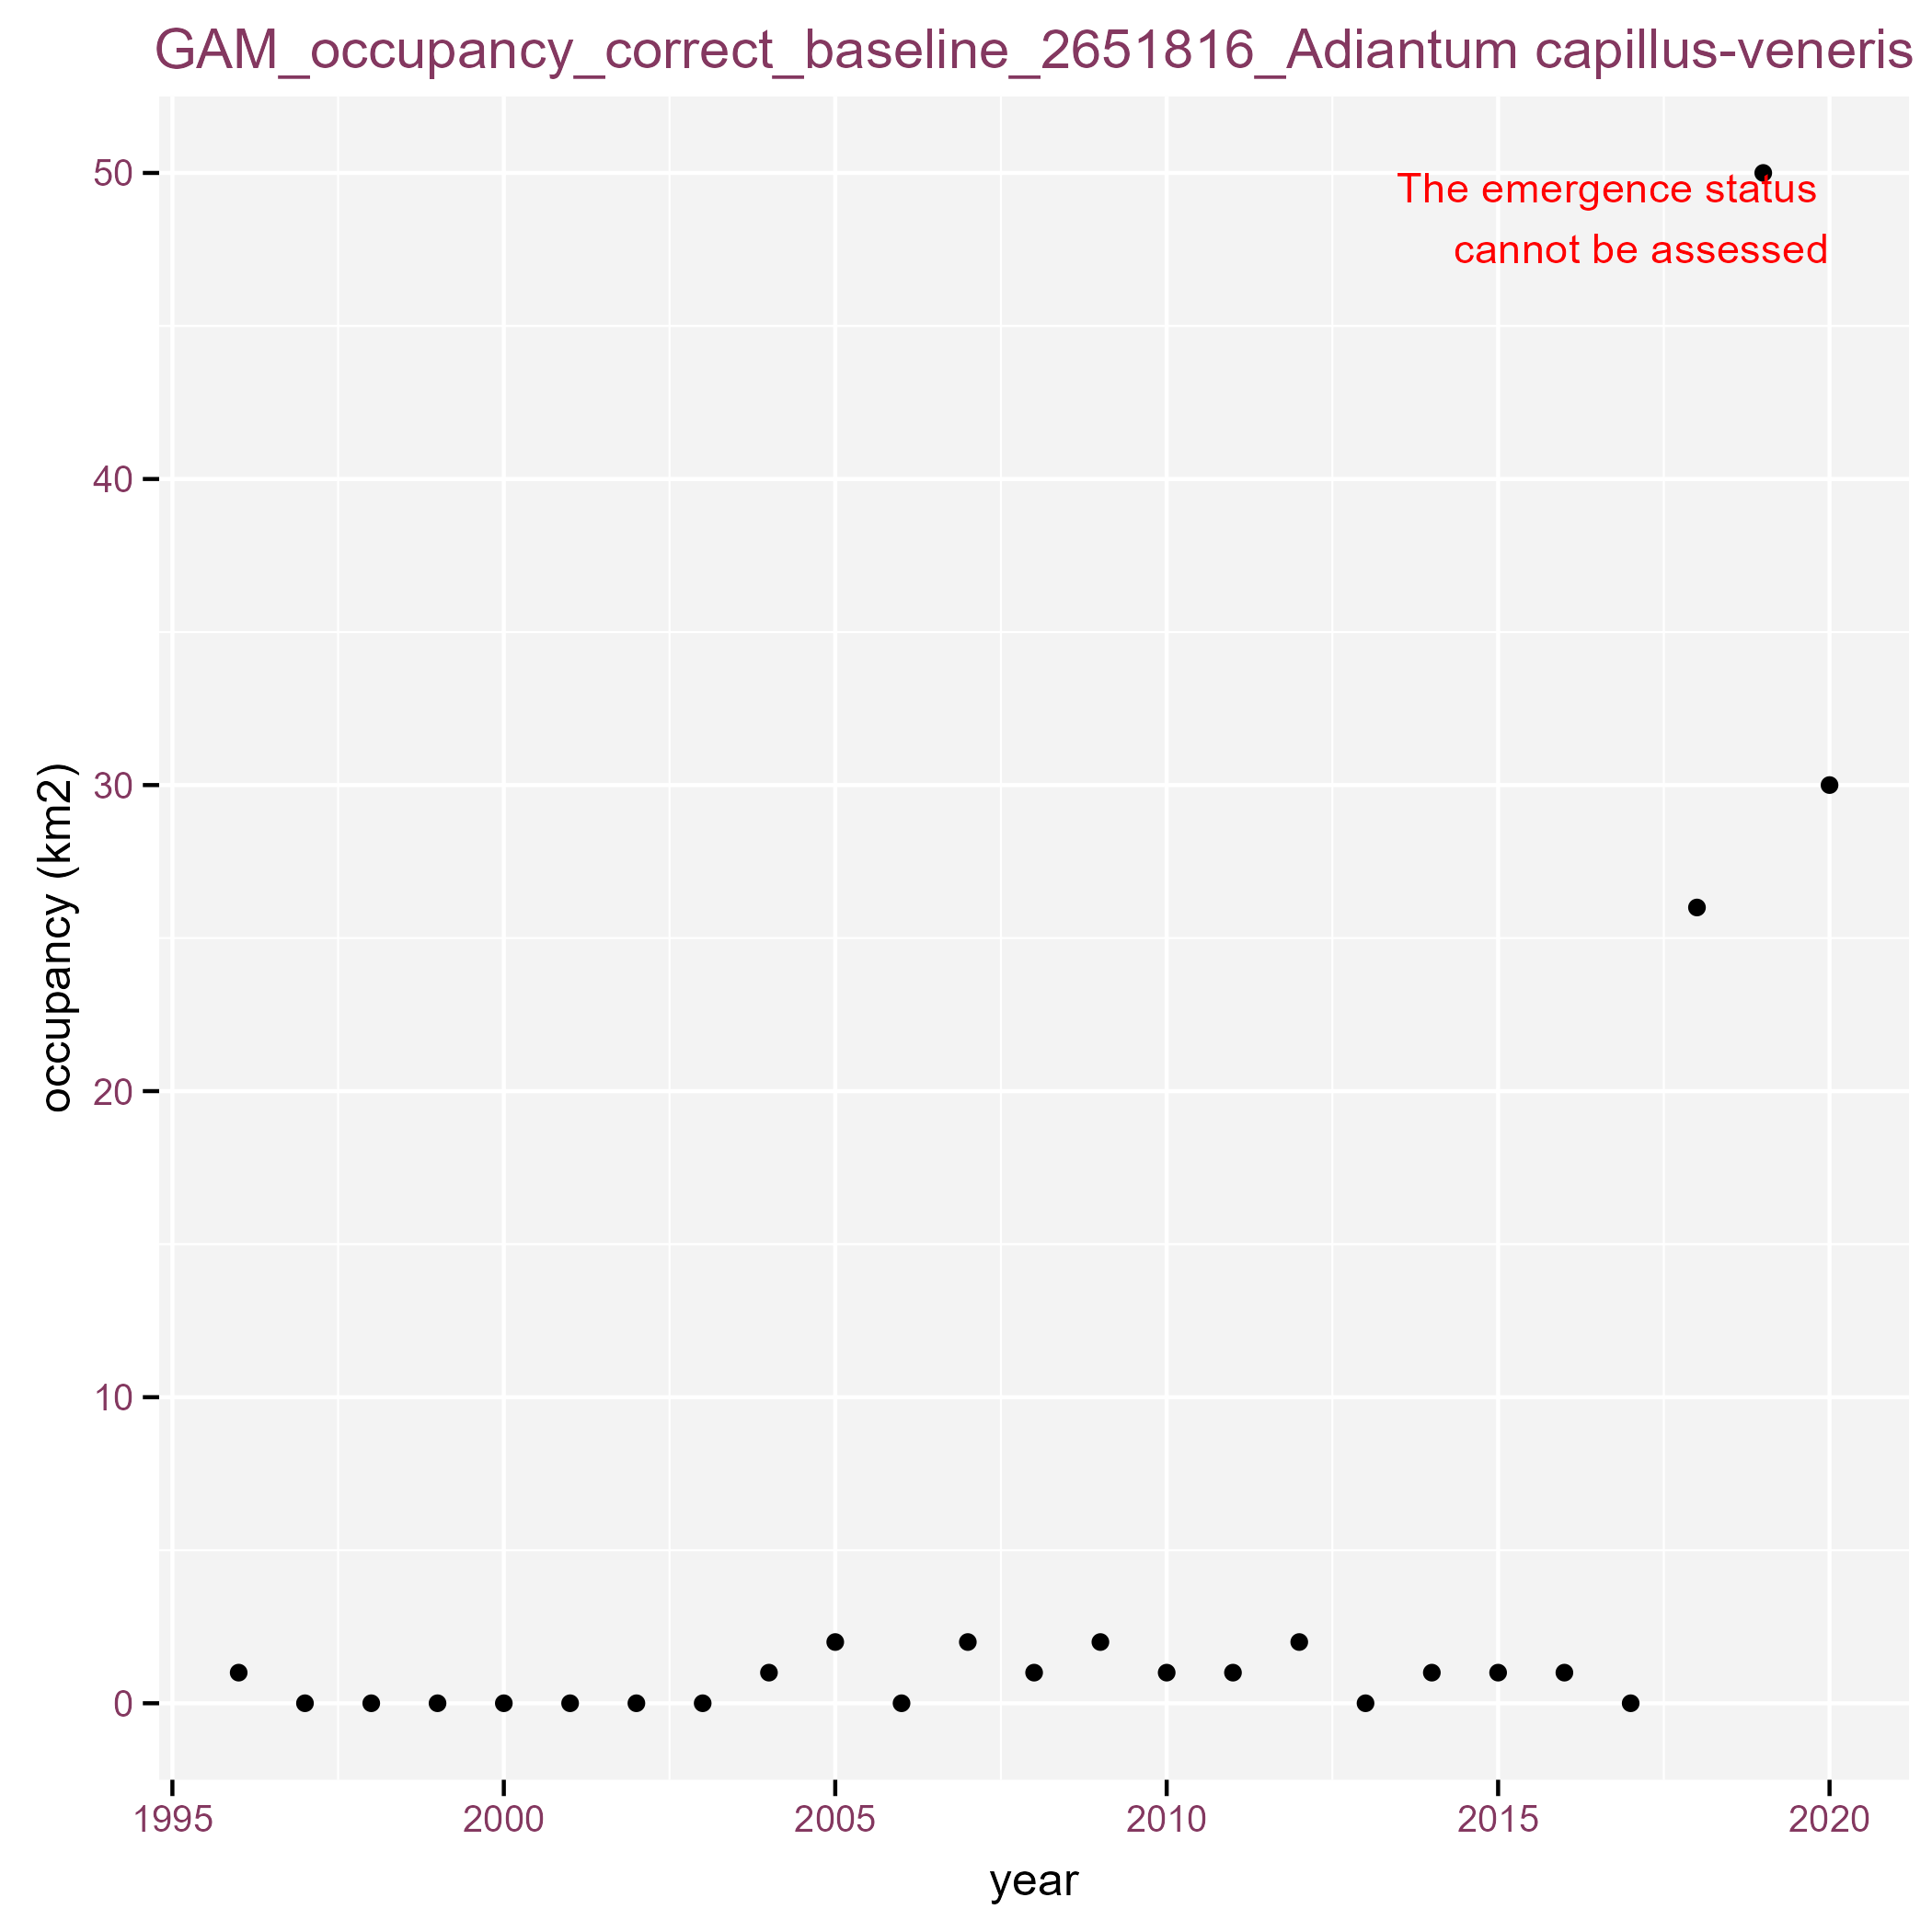 GAM_occupancy_correct_baseline_2651816_Adiantum capillus-veneris
The emergence status
cannot be assessed
50
40
30
20
10
0
occupancy (km2)
1995
2000
2005
2010
2015
2020
year